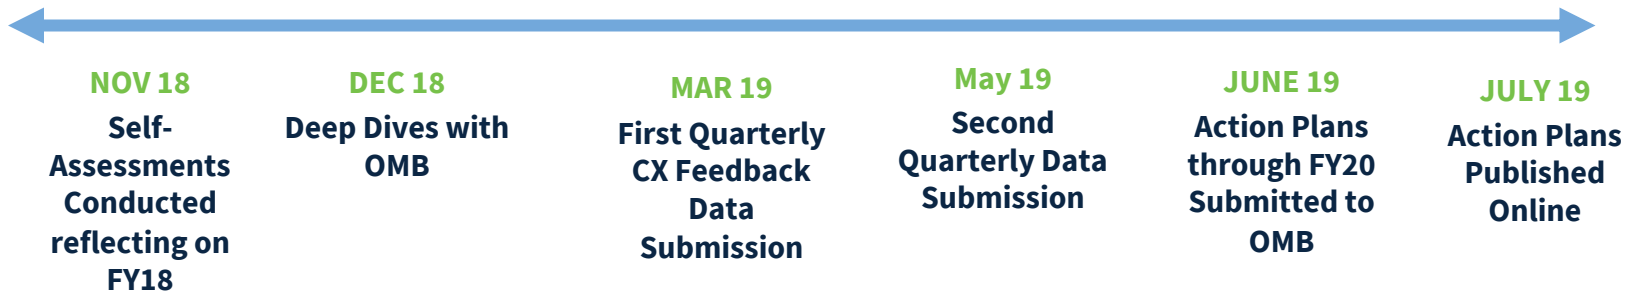 NOV 18
Self-
Assessments
Conducted
reflecting on
FY18
DEC 18
Deep Dives with
OMB
MAR 19
First Quarterly
CX Feedback
Data
Submission
May 19
Second
Quarterly Data
Submission
JUNE 19
Action Plans
through FY20
Submitted to
OMB
JULY 19
Action Plans
Published
Online